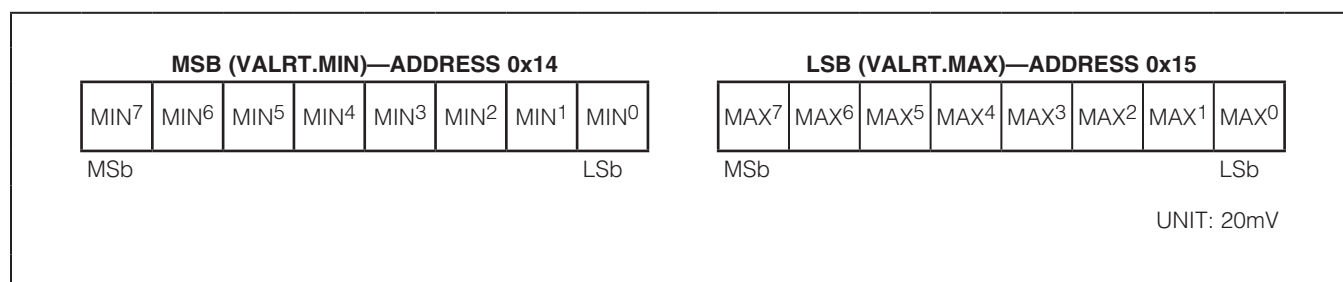 MSB (VALRT.MIN)—ADDRESS 0x14
MIN⁷ MIN⁶ MIN⁵ MIN⁴ MIN³ MIN² MIN¹ MIN⁰
MSb LSb
LSB (VALRT.MAX)—ADDRESS 0x15
MAX⁷ MAX⁶ MAX⁵ MAX⁴ MAX³ MAX² MAX¹ MAX⁰
MSb LSb
UNIT: 20mV